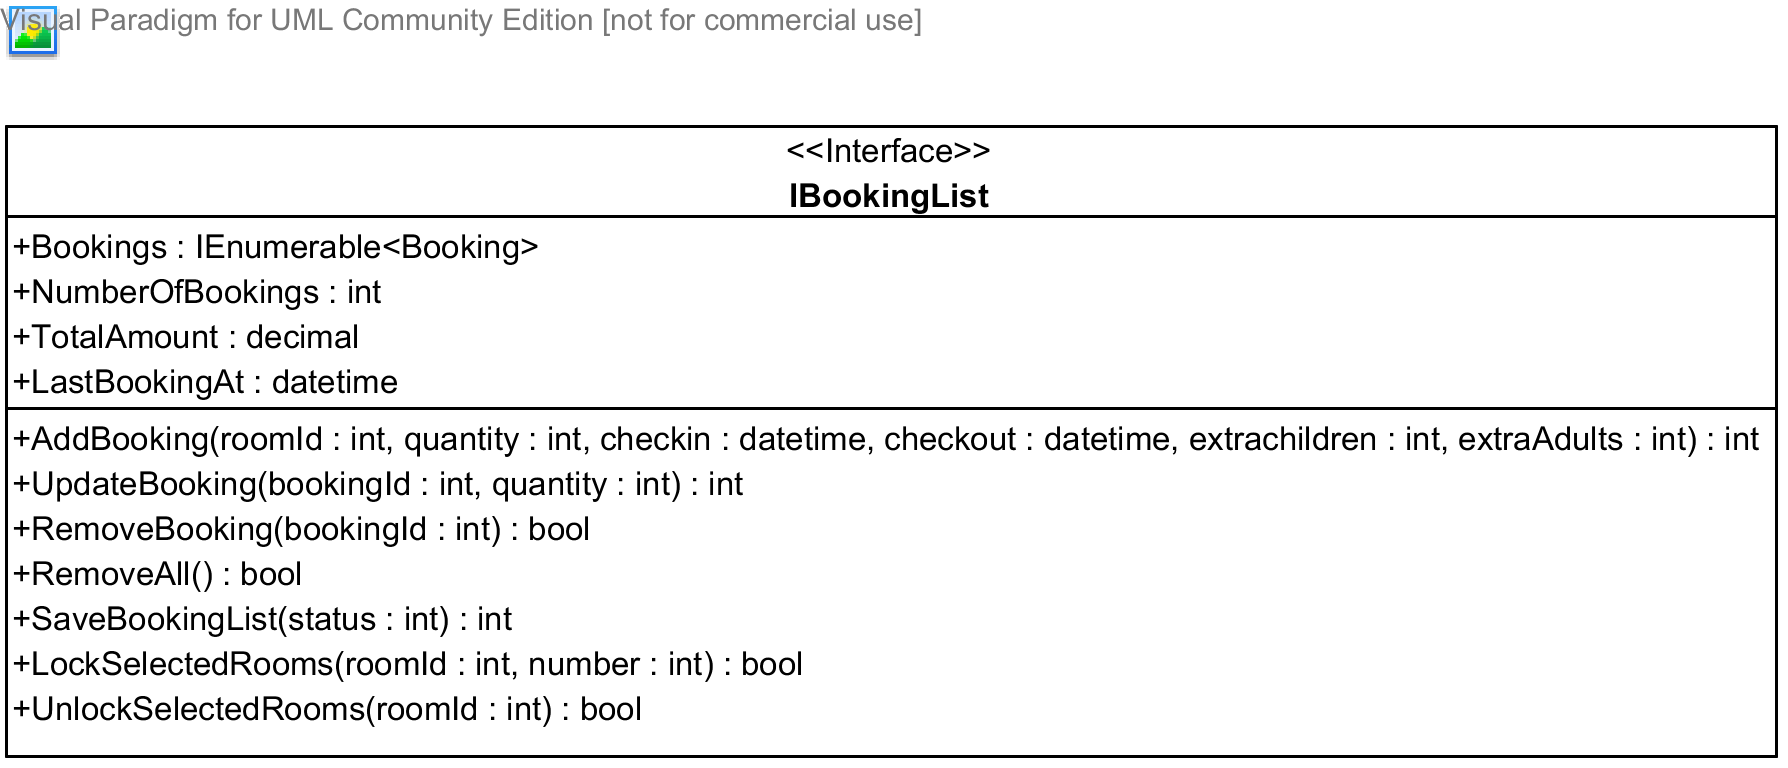 Visual Paradigm for UML Community Edition [not for commercial use]
<<Interface>>
IBookingList
+Bookings : IEnumerable<Booking>
+NumberOfBookings : int
+TotalAmount : decimal
+LastBookingAt : datetime
+AddBooking(roomId : int, quantity : int, checkin : datetime, checkout : datetime, extrachildren : int, extraAdults : int) : int
+UpdateBooking(bookingId : int, quantity : int) : int
+RemoveBooking(bookingId : int) : bool
+RemoveAll() : bool
+SaveBookingList(status : int) : int
+LockSelectedRooms(roomId : int, number : int) : bool
+UnlockSelectedRooms(roomId : int) : bool